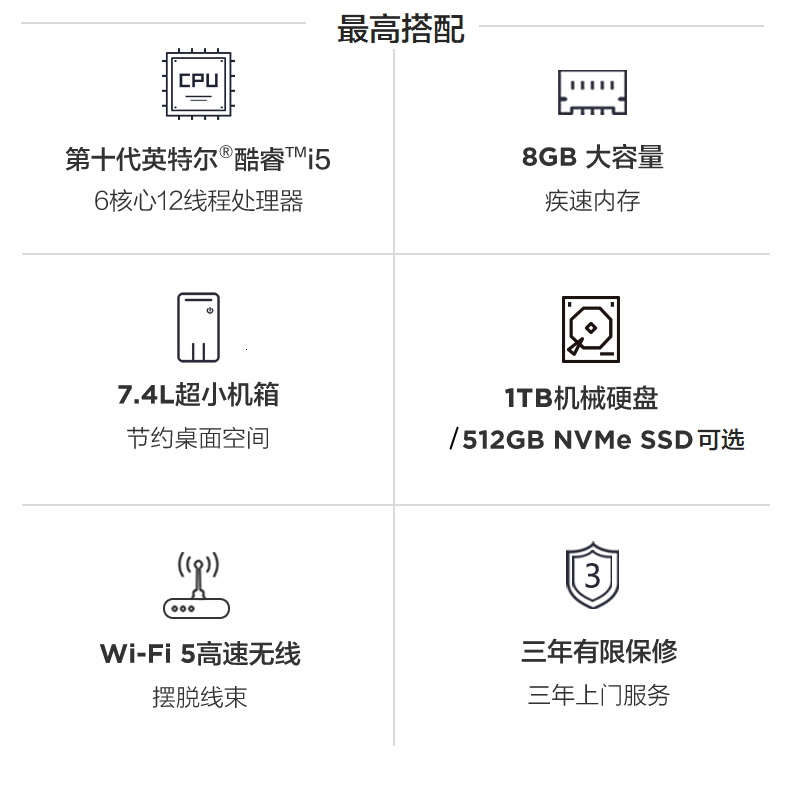 最高搭配
CPU
第十代英特尔®酷睿™i5
6核心12线程处理器
8GB 大容量
疾速内存
7.4L超小机箱
节约桌面空间
1TB机械硬盘
/512GB NVMe SSD可选
Wi-Fi 5高速无线
摆脱线束
3
三年有限保修
三年上门服务